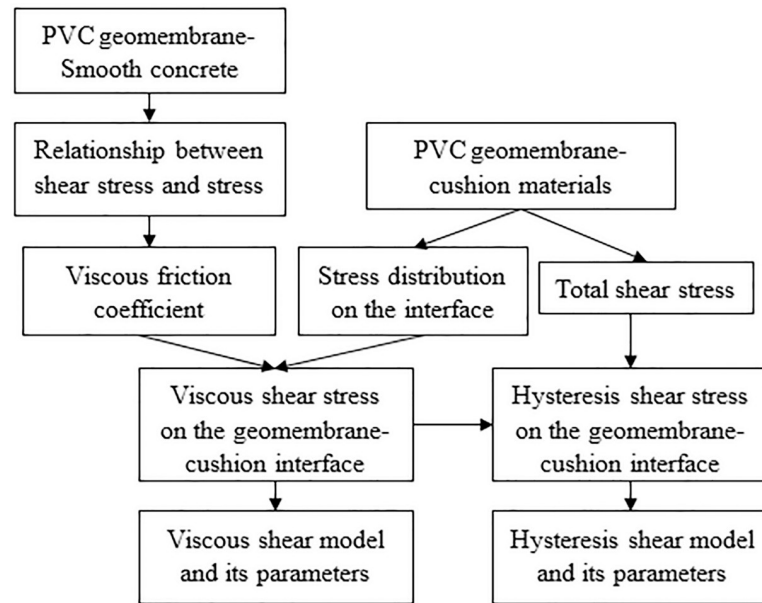 PVC geomembrane-
Smooth concrete
Relationship between
shear stress and stress
PVC geomembrane-
cushion materials
Viscous friction
coefficient
Stress distribution
on the interface
Total shear stress
Viscous shear stress
on the geomembrane-
cushion interface
Hysteresis shear stress
on the geomembrane-
cushion interface
Viscous shear model
and its parameters
Hysteresis shear model
and its parameters